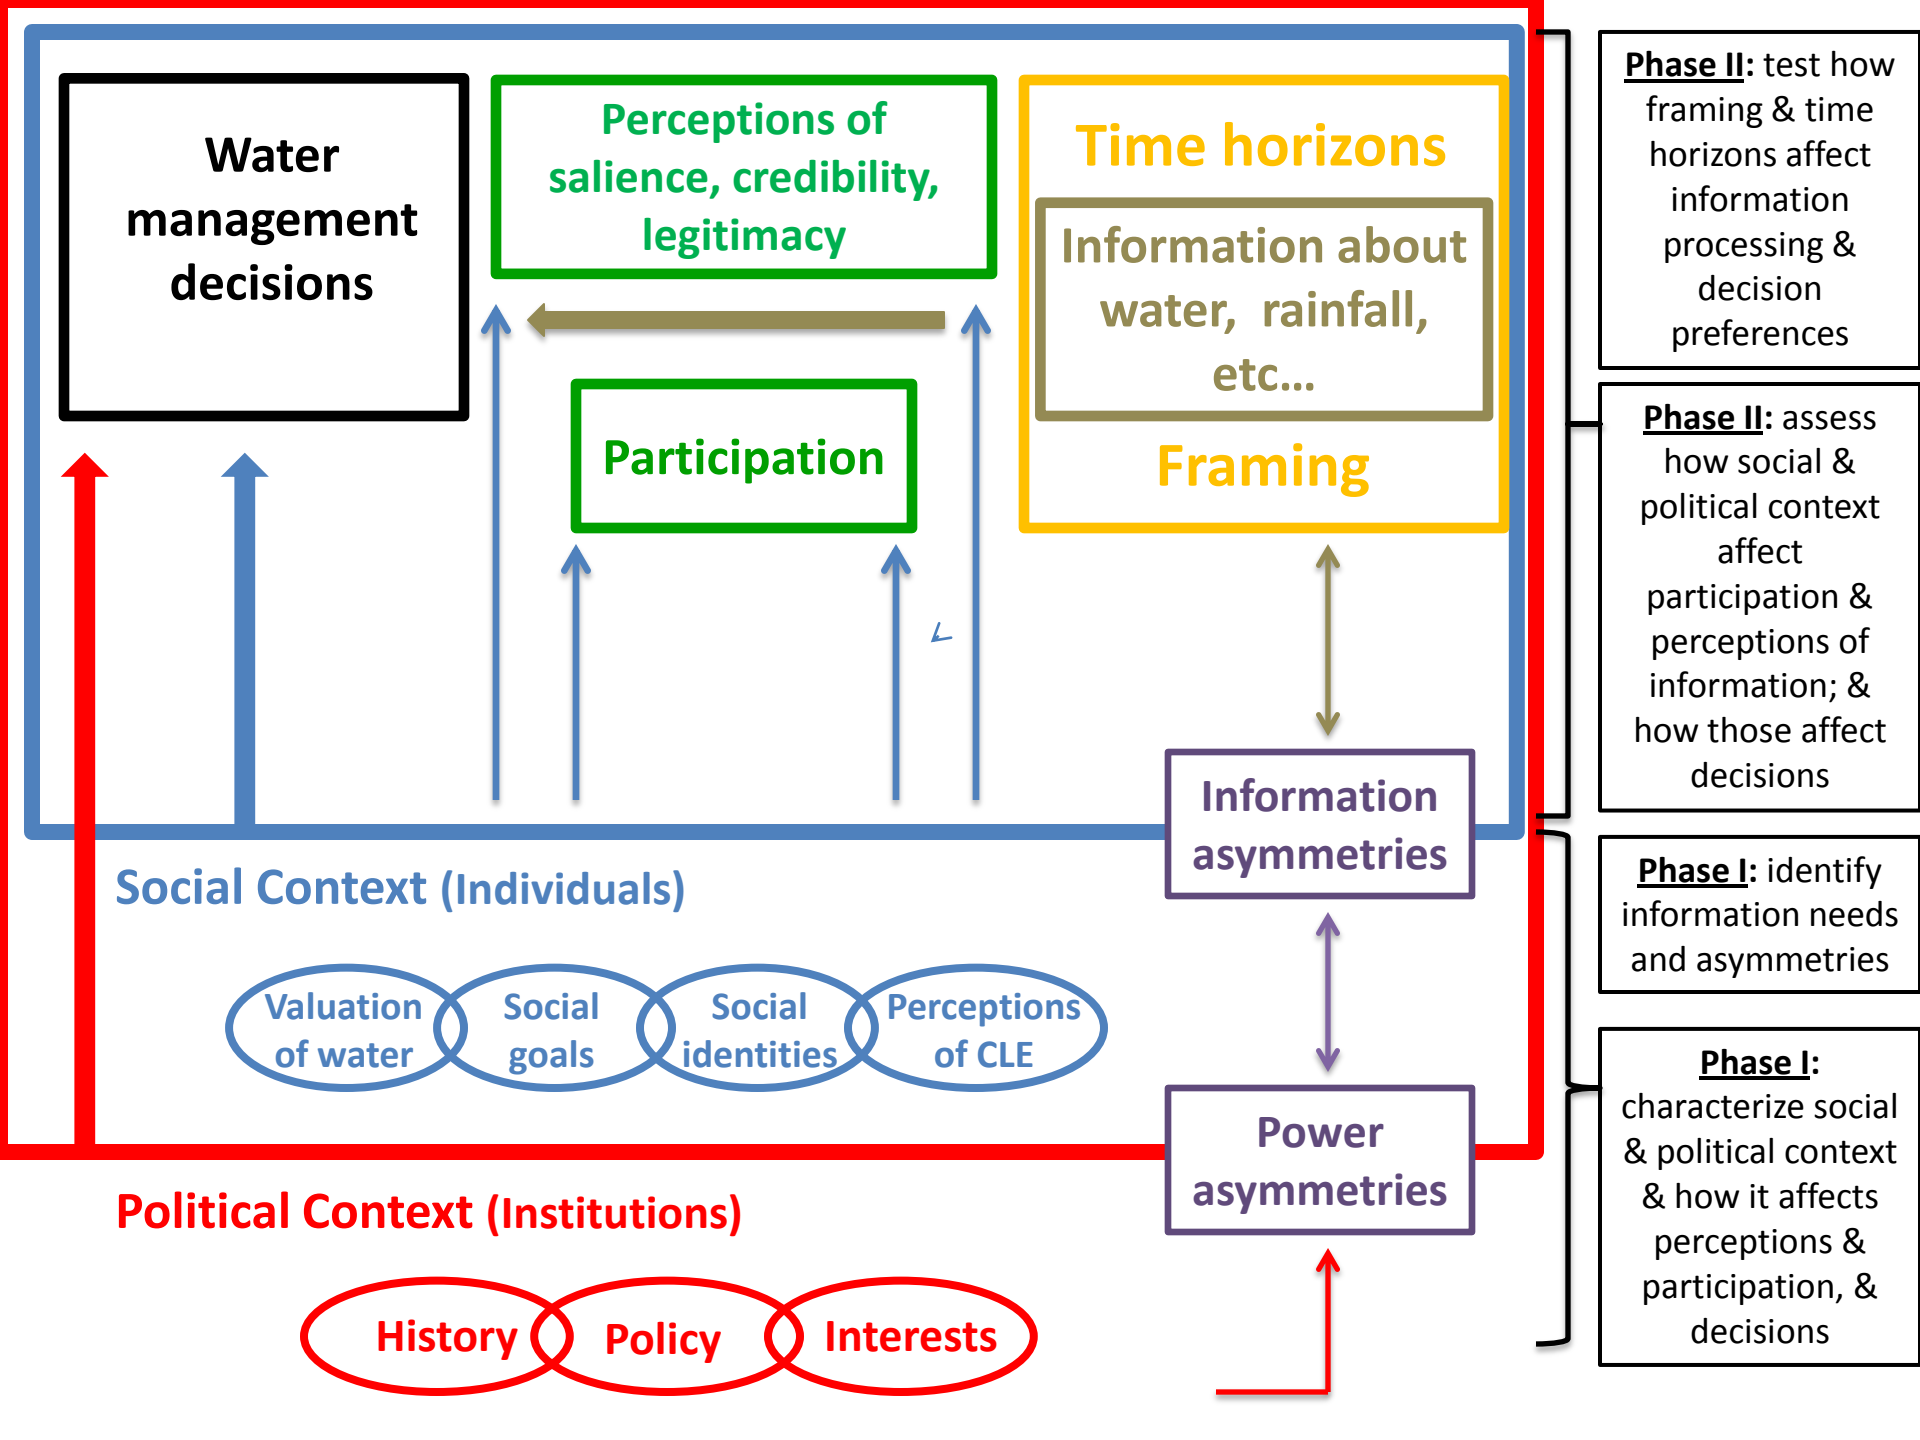 Water
management
decisions
Perceptions of
salience, credibility,
legitimacy
Participation
Time horizons
Information about
water, rainfall,
etc...
Framing
Information
asymmetries
Social Context (Individuals)
Valuation
of water
Social
goals
Social
identities
Perceptions
of CLE
Power
asymmetries
Political Context (Institutions)
History
Policy
Interests
Phase II: test how
framing & time
horizons affect
information
processing &
decision
preferences
Phase II: assess
how social &
political context
affect
participation &
perceptions of
information; &
how those affect
decisions
Phase I: identify
information needs
and asymmetries
Phase I:
characterize social
& political context
& how it affects
perceptions &
participation, &
decisions